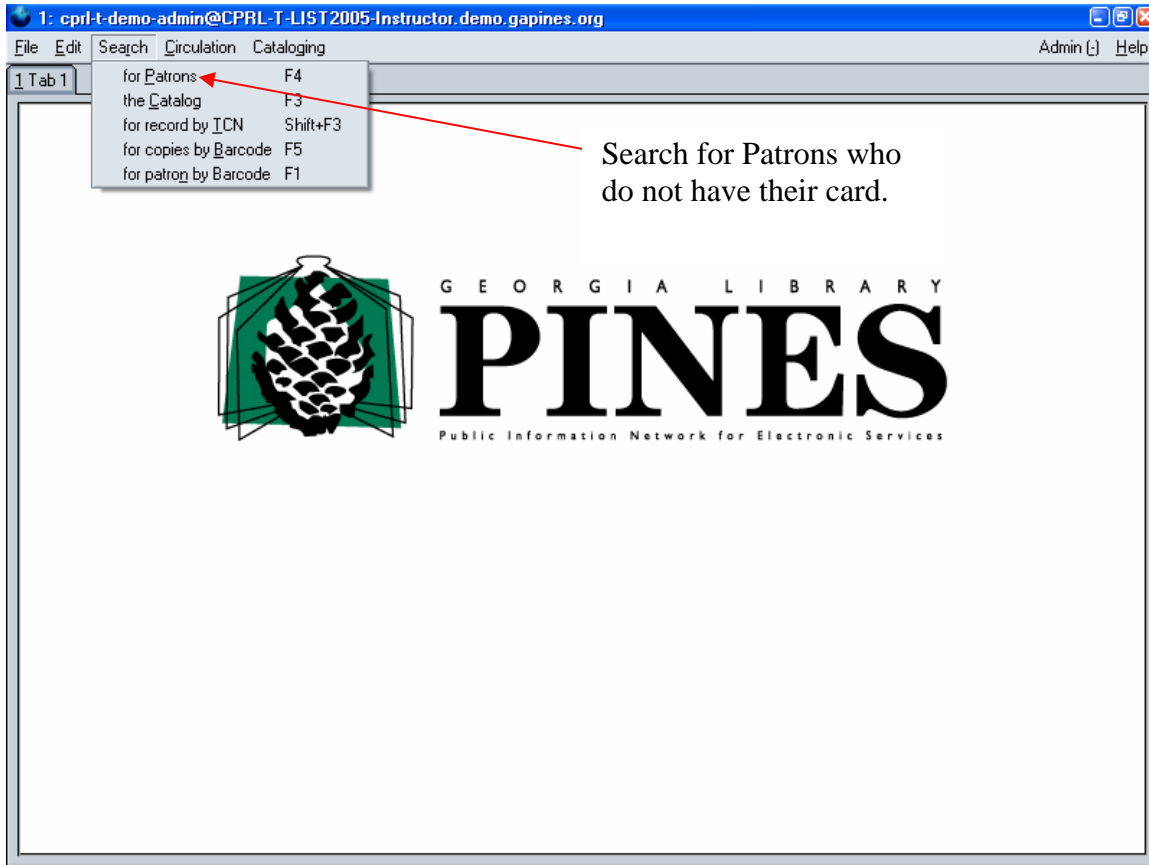 1: cprl-t-demo-admin@CPRL-T-LIST2005-Instructor.demo.gapines.org
File Edit Search Circulation Cataloging Admin (-) Help
1 Tab 1
for Patrons F4
the Catalog F3
for record by TCN Shift+F3
for copies by Barcode F5
for patron by Barcode F1
Search for Patrons who
do not have their card.
GEORGIA LIBRARY
PINES
Public Information Network for Electronic Services